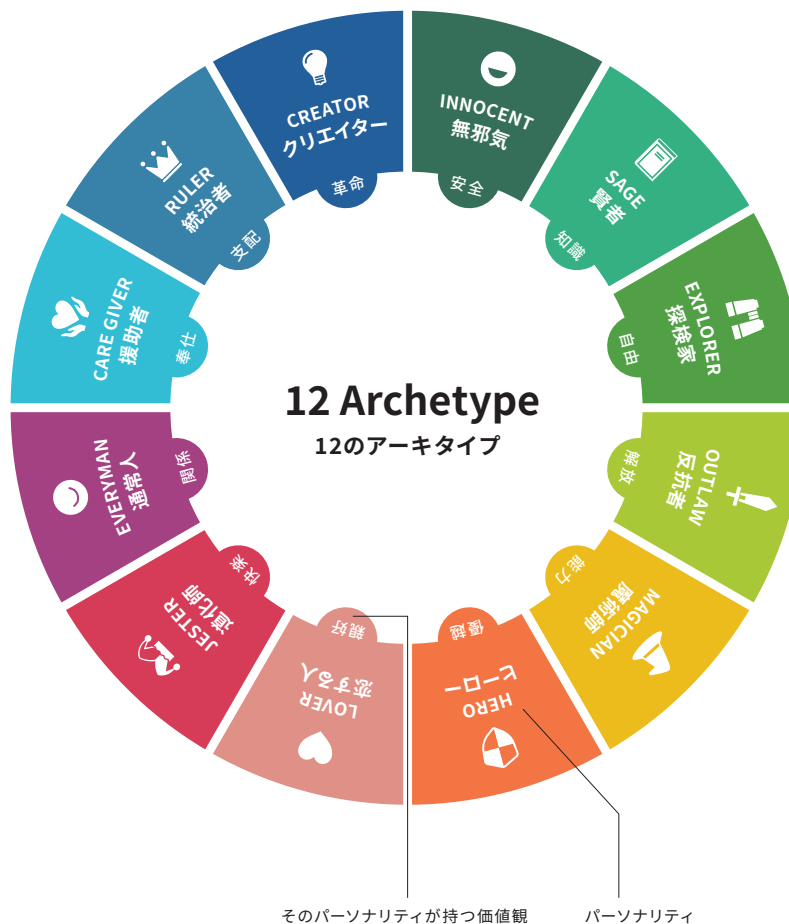 CREATOR
クリエイター
革命
INNOCENT
無邪気
安全
SAGE
賢者
知識
EXPLORER
探検家
自由
OUTLAW
反抗者
解放
MAGICIAN
魔術師
能力
HERO
ヒーロー
優越
LOVER
恋する人
親好
JESTER
道化師
快楽
EVERYMAN
通常人
関係
CARE GIVER
援助者
奉仕
RULER
統治者
支配
12 Archetype
12のアーキタイプ
そのパーソナリティが持つ価値観
パーソナリティ